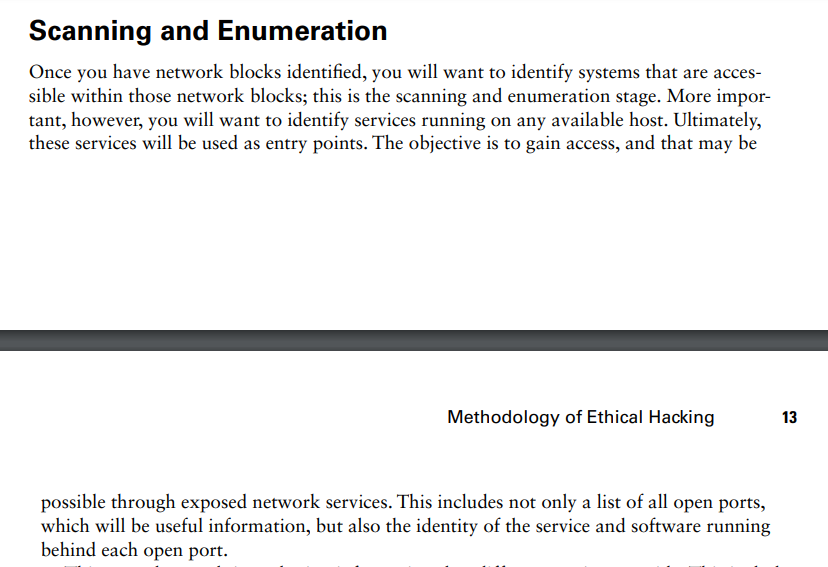 Scanning and Enumeration
Once you have network blocks identified, you will want to identify systems that are acces-
sible within those network blocks; this is the scanning and enumeration stage. More impor-
tant, however, you will want to identify services running on any available host. Ultimately,
these services will be used as entry points. The objective is to gain access, and that may be
Methodology of Ethical Hacking 13
possible through exposed network services. This includes not only a list of all open ports,
which will be useful information, but also the identity of the service and software running
behind each open port.